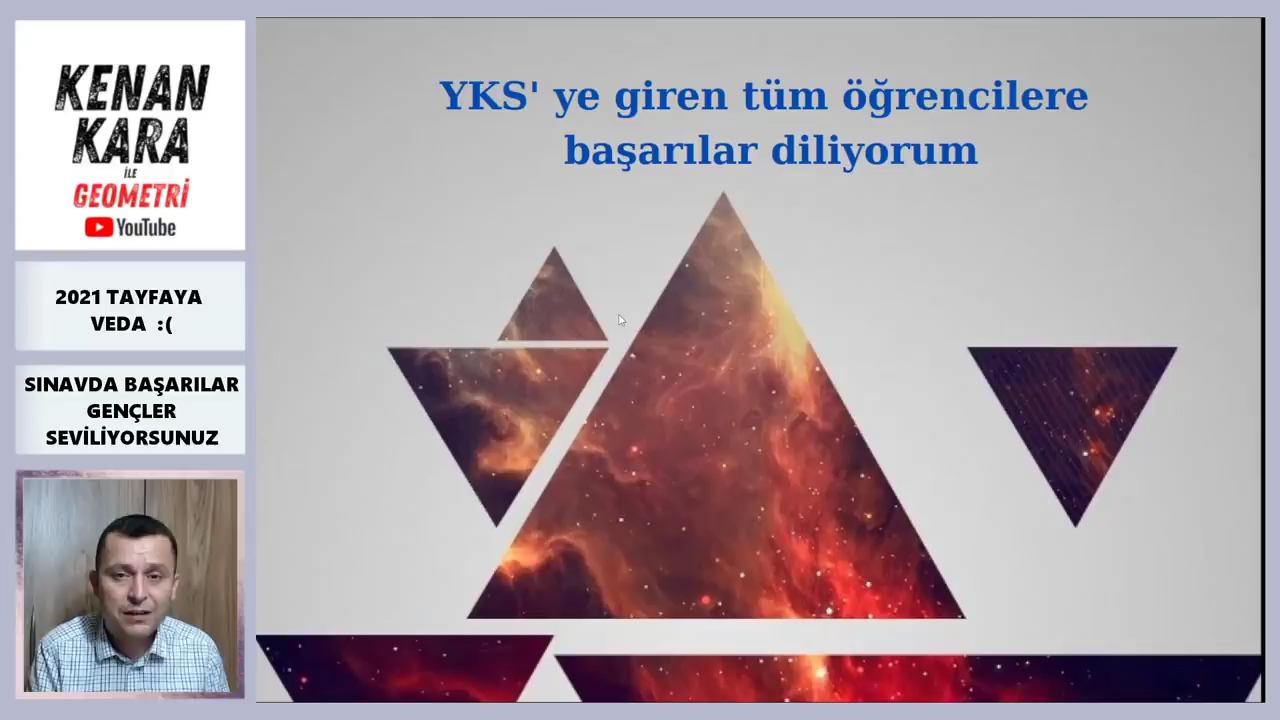 KENAN
KARA
İLE
GEOMETRİ
YouTube
2021 TAYFAYA
VEDA :(
SINAVDA BAŞARILAR
GENÇLER
SEVİLİYORSUNUZ
YKS' ye giren tüm öğrencilere
başarılar diliyorum